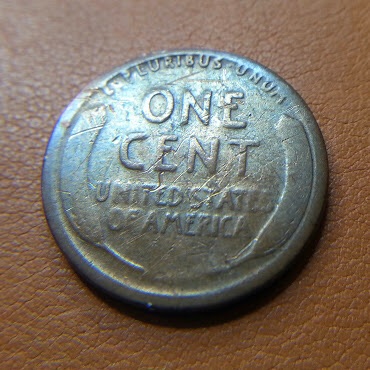 E PLURIBUS UNUM
ONE
CENT
UNITED STATES
OF AMERICA